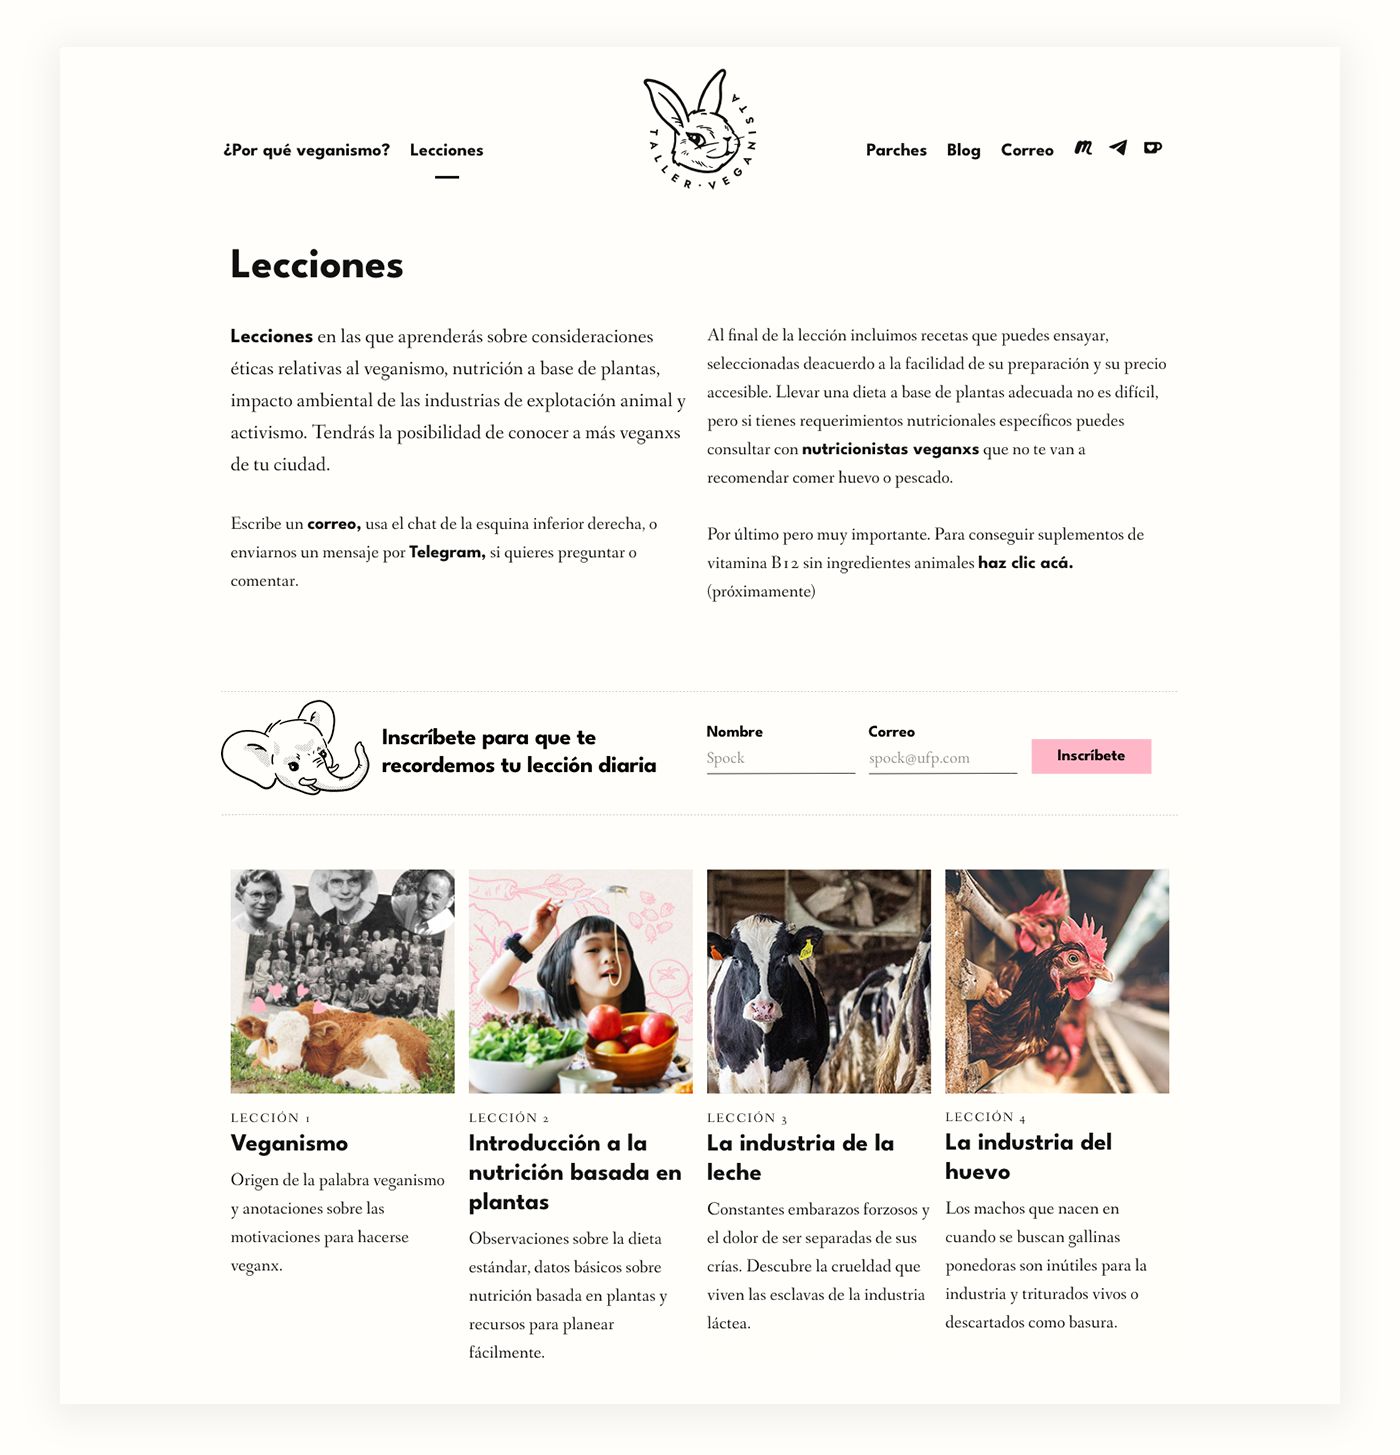 ¿Por qué veganismo? Lecciones
TALLER · VEGANISTA
Parches Blog Correo
Lecciones
Lecciones en las que aprenderás sobre consideraciones
éticas relativas al veganismo, nutrición a base de plantas,
impacto ambiental de las industrias de explotación animal y
activismo. Tendrás la posibilidad de conocer a más veganxs
de tu ciudad.
Escribe un correo, usa el chat de la esquina inferior derecha, o
enviarnos un mensaje por Telegram, si quieres preguntar o
comentar.
Al final de la lección incluimos recetas que puedes ensayar,
seleccionadas deacuerdo a la facilidad de su preparación y su precio
accesible. Llevar una dieta a base de plantas adecuada no es difícil,
pero si tienes requerimientos nutricionales específicos puedes
consultar con nutricionistas veganxs que no te van a
recomendar comer huevo o pescado.
Por último pero muy importante. Para conseguir suplementos de
vitamina B12 sin ingredientes animales haz clic acá.
(próximamente)
Inscríbete para que te
recordemos tu lección diaria
Nombre
Spock
Correo
spock@ufp.com
Inscríbete
LECCIÓN 1
Veganismo
Origen de la palabra veganismo
y anotaciones sobre las
motivaciones para hacerse
veganx.
LECCIÓN 2
Introducción a la
nutrición basada en
plantas
Observaciones sobre la dieta
estándar, datos básicos sobre
nutrición basada en plantas y
recursos para planear
fácilmente.
LECCIÓN 3
La industria de la
leche
Constantes embarazos forzosos y
el dolor de ser separadas de sus
crías. Descubre la crueldad que
viven las esclavas de la industria
láctea.
LECCIÓN 4
La industria del
huevo
Los machos que nacen en
cuando se buscan gallinas
ponedoras son inútiles para la
industria y triturados vivos o
descartados como basura.